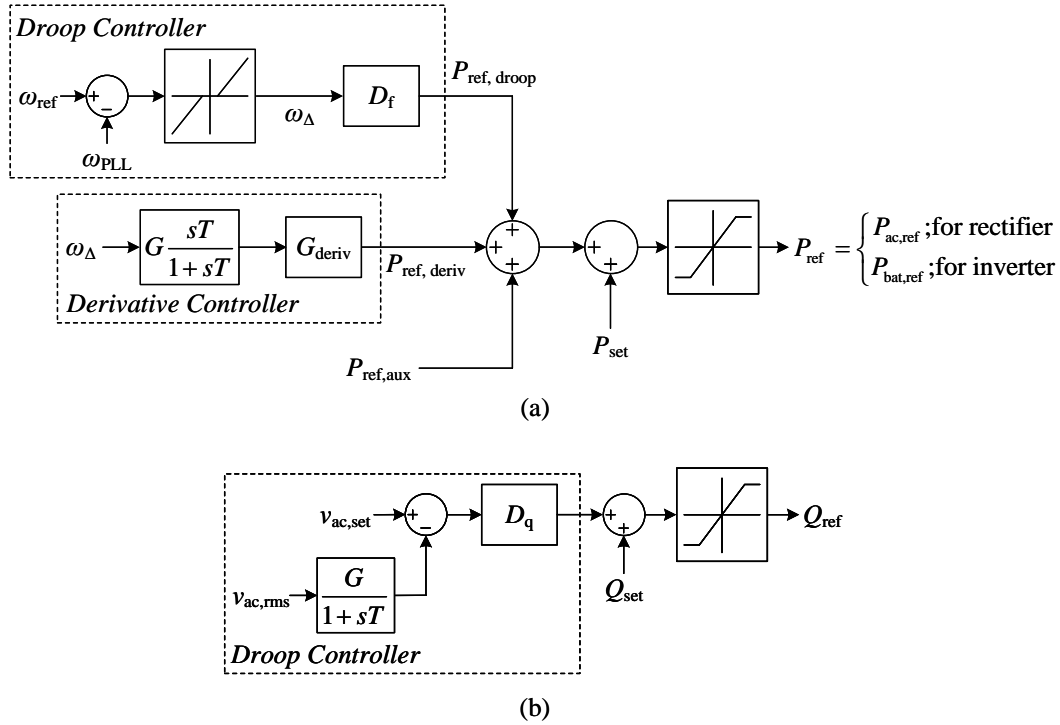 Droop Controller
ω_ref
+
−
ω_PLL
ω_Δ
D_f
P_ref, droop
ω_Δ
G sT / 1 + sT
G_deriv
P_ref, deriv
Derivative Controller
+
+
+
P_ref,aux
+
+
P_set
P_ref = { P_ac,ref ;for rectifier
P_bat,ref ;for inverter
(a)
v_ac,set
+
−
D_q
v_ac,rms
G / 1 + sT
Droop Controller
+
+
Q_set
Q_ref
(b)